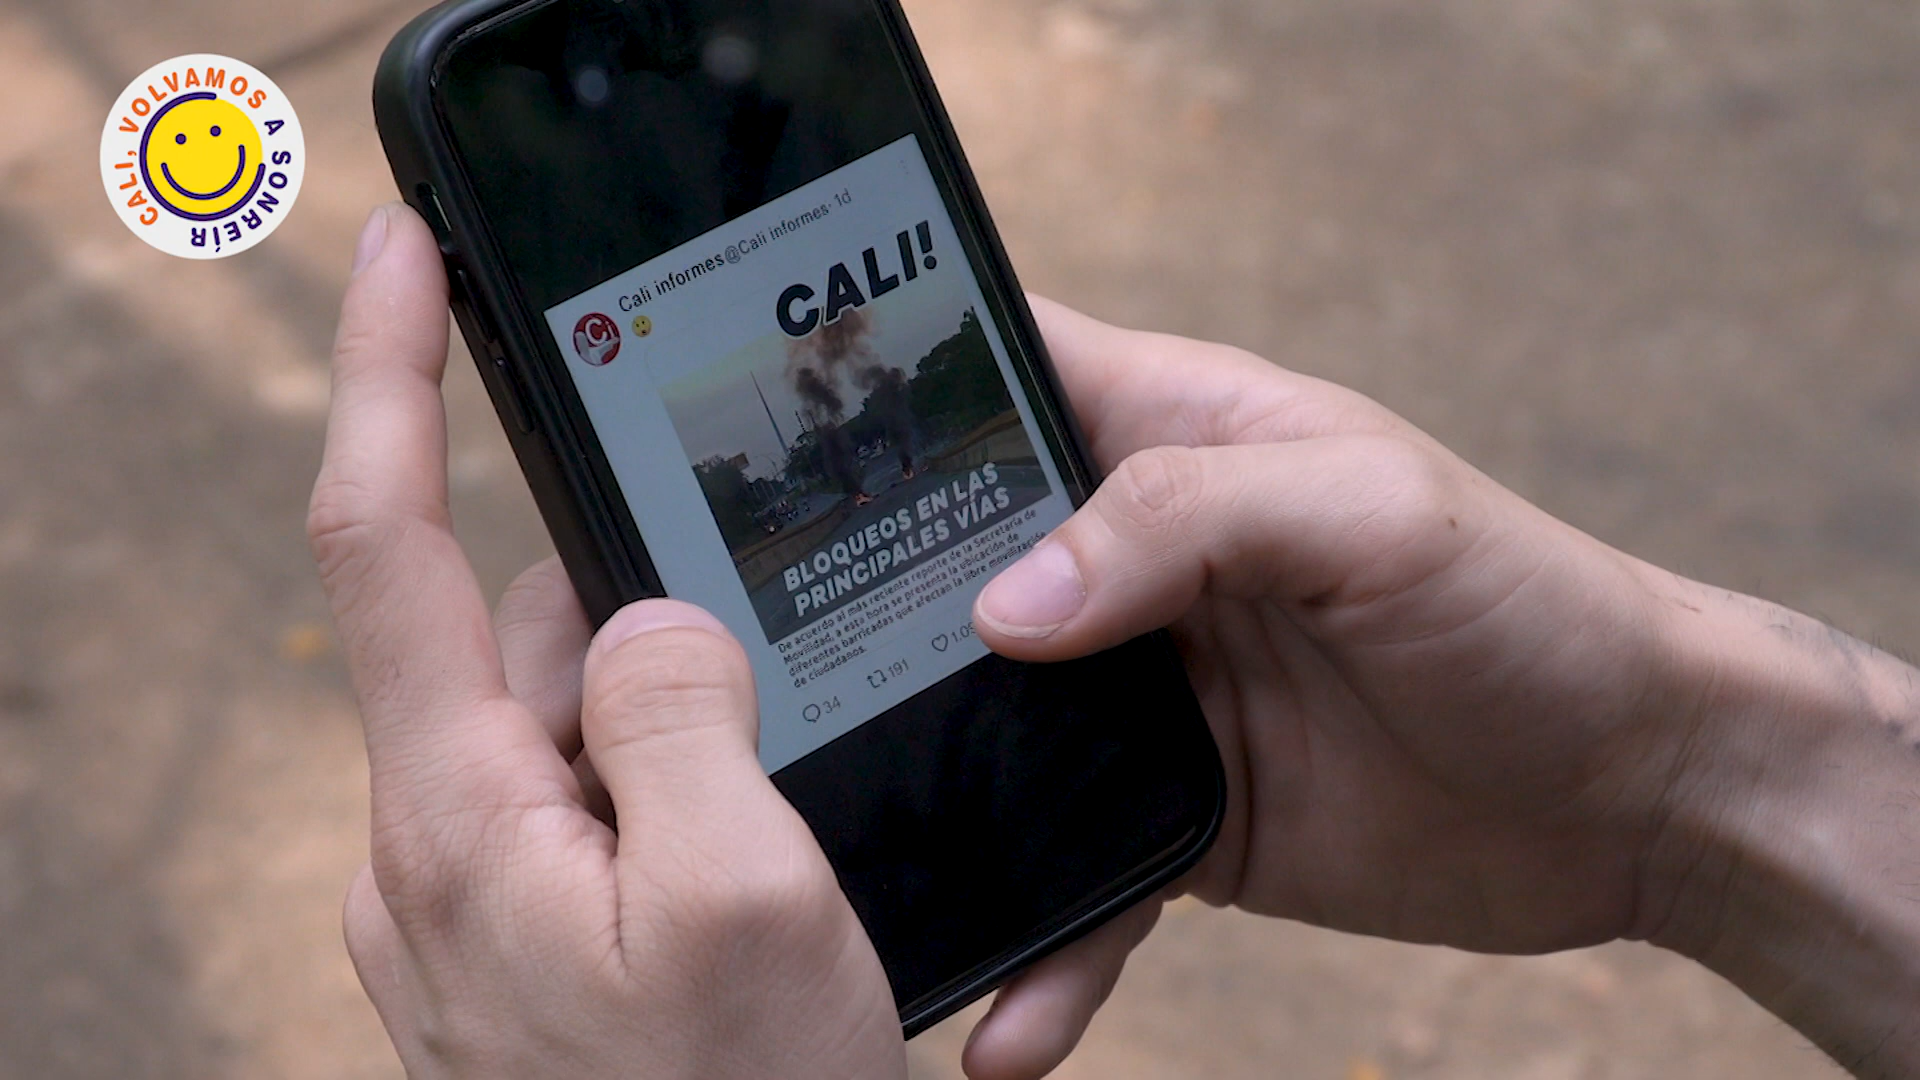 CALI, VOLVAMOS A SONREÍR
Cali informes@Cali informes· 1d
CALI!
Ci
BLOQUEOS EN LAS
PRINCIPALES VÍAS
De acuerdo al más reciente reporte de la Secretaría de
Movilidad, a esta hora se presenta la ubicación de
diferentes barricadas que afectan la libre movilización
de ciudadanos.
34 191